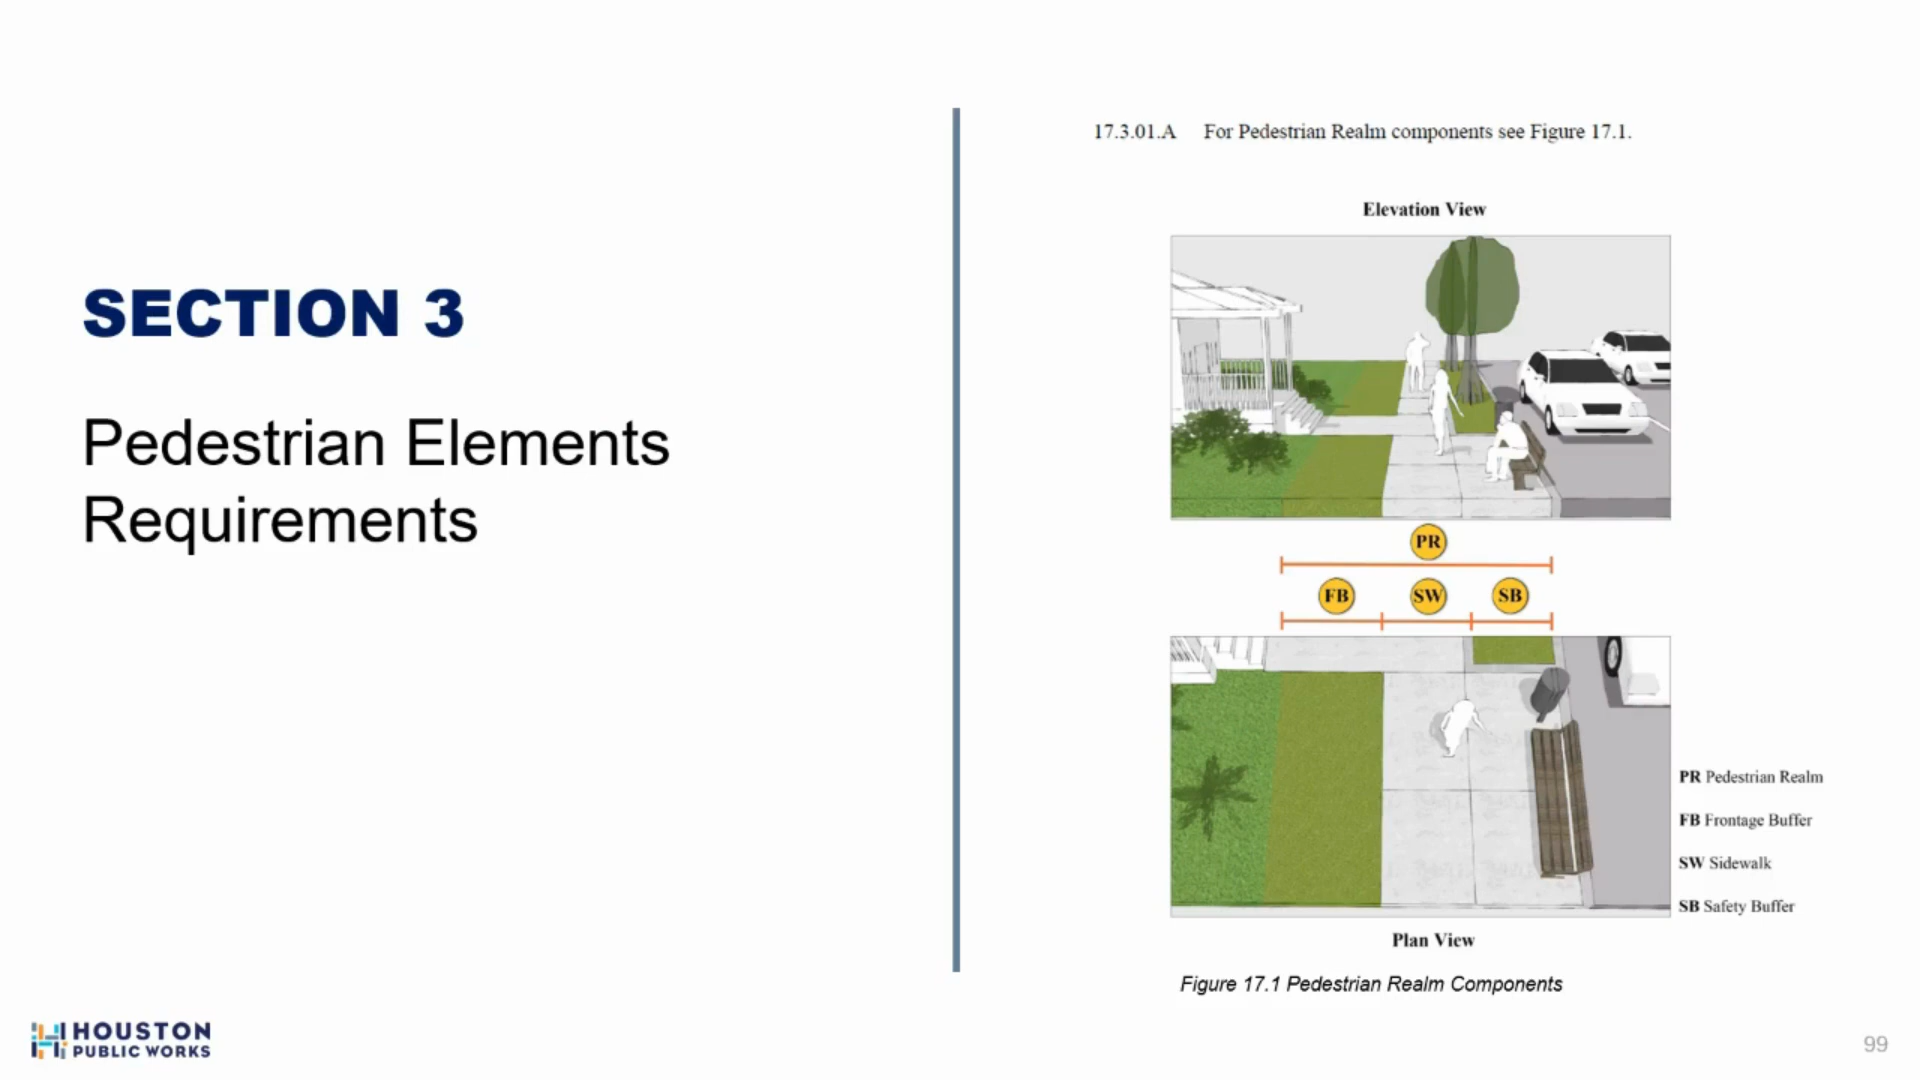 SECTION 3
Pedestrian Elements
Requirements
17.3.01.A For Pedestrian Realm components see Figure 17.1.
Elevation View
PR
FB SW SB
PR Pedestrian Realm
FB Frontage Buffer
SW Sidewalk
SB Safety Buffer
Plan View
Figure 17.1 Pedestrian Realm Components
HOUSTON
PUBLIC WORKS
99